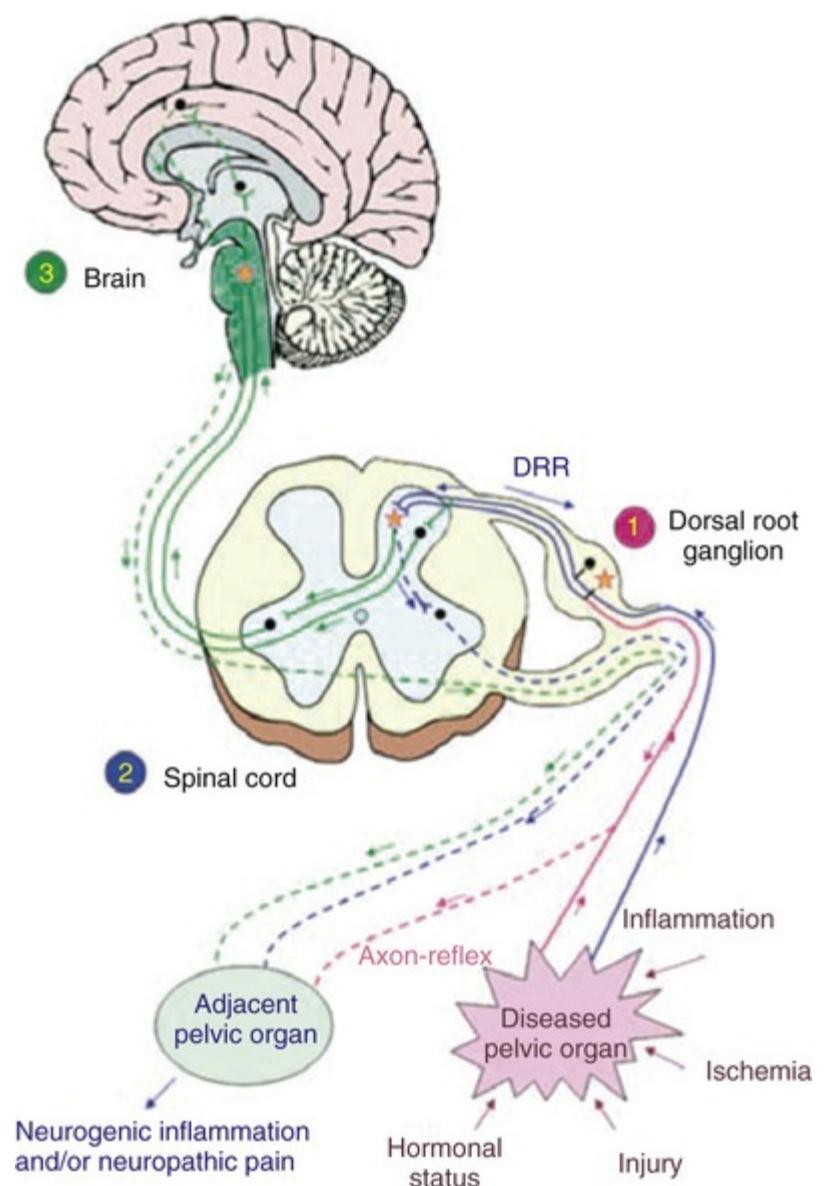 3 Brain
DRR
1 Dorsal root
ganglion
2 Spinal cord
Inflammation
Axon-reflex
Adjacent
pelvic organ
Diseased
pelvic organ
Ischemia
Neurogenic inflammation
and/or neuropathic pain
Hormonal
status
Injury